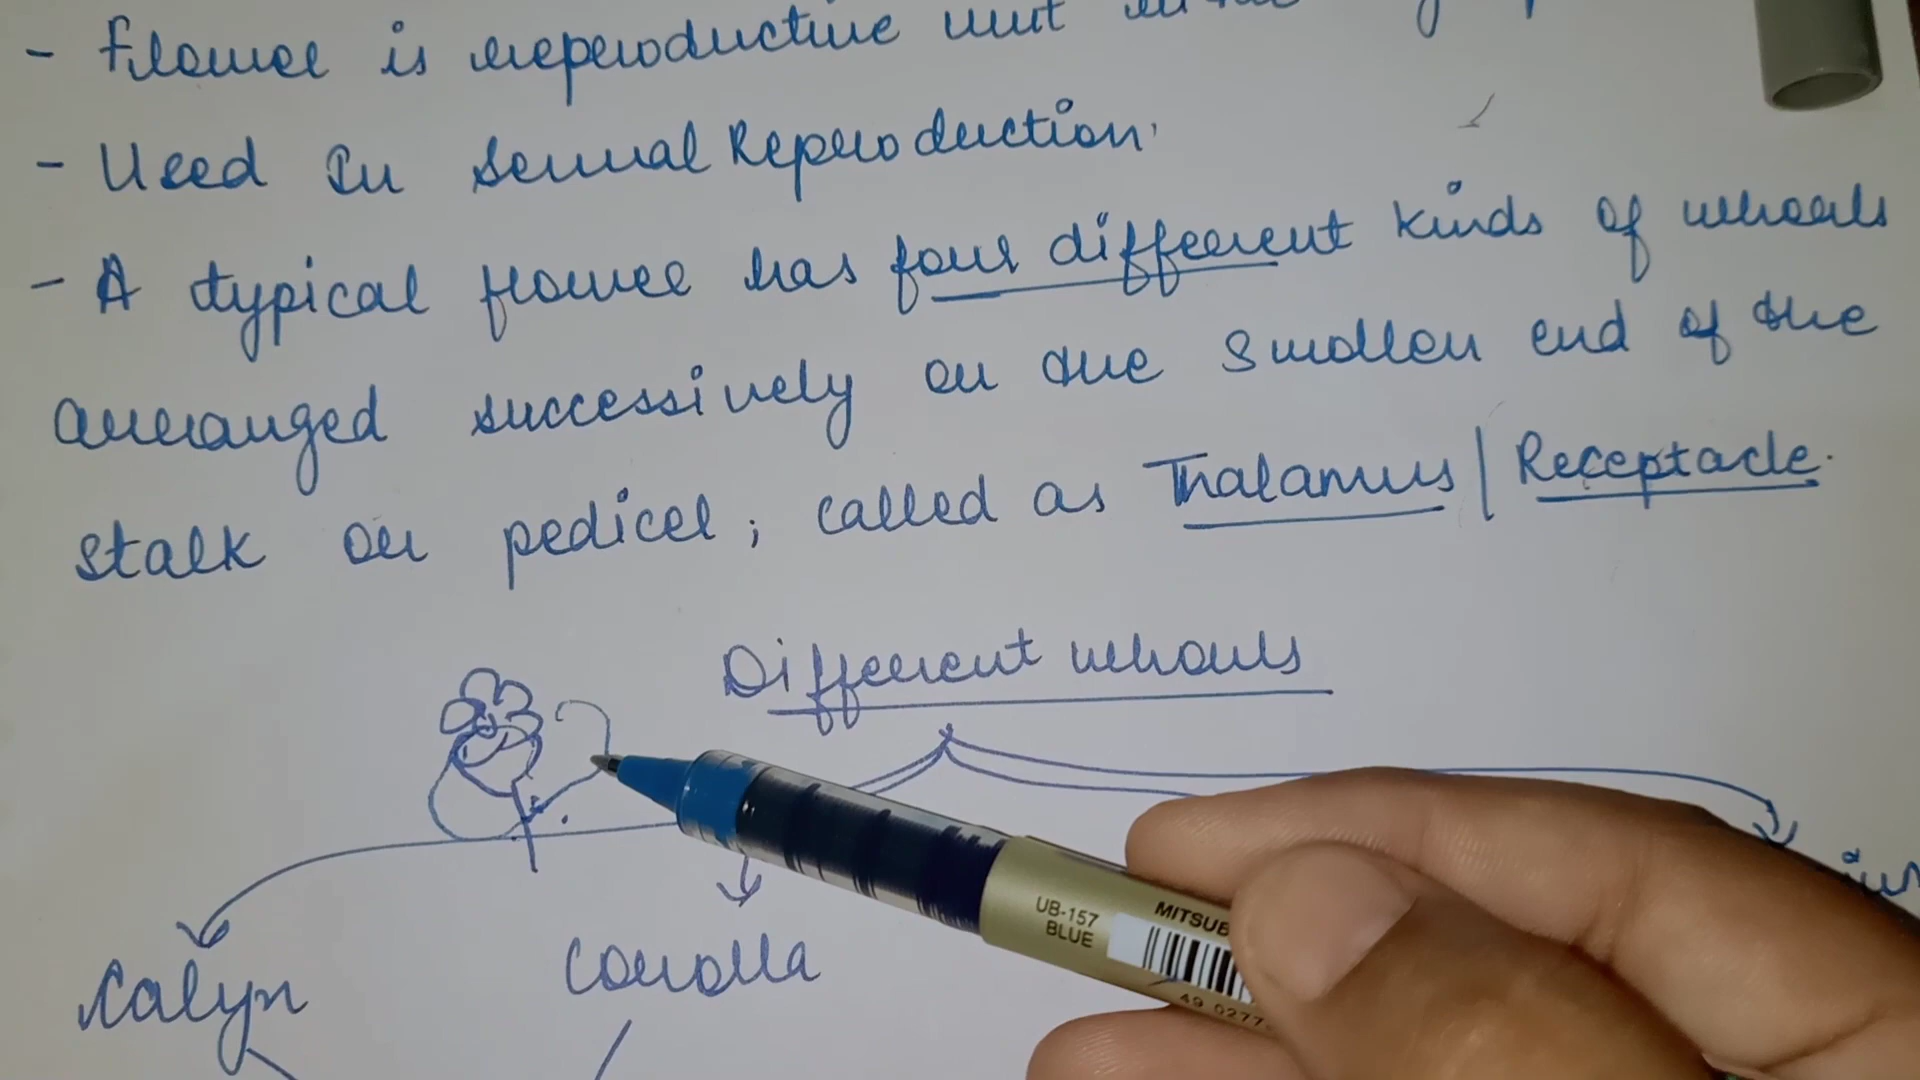 - Flower is reproductive unit
- Used In sexual Reproduction.
- A typical flower has four different kinds of whorls
arranged successively on the swollen end of the
stalk or pedicel; called as Thalamus | Receptacle.
Different whorls
Calyx
Corolla
UB-157
BLUE
MITSUB
49 0277